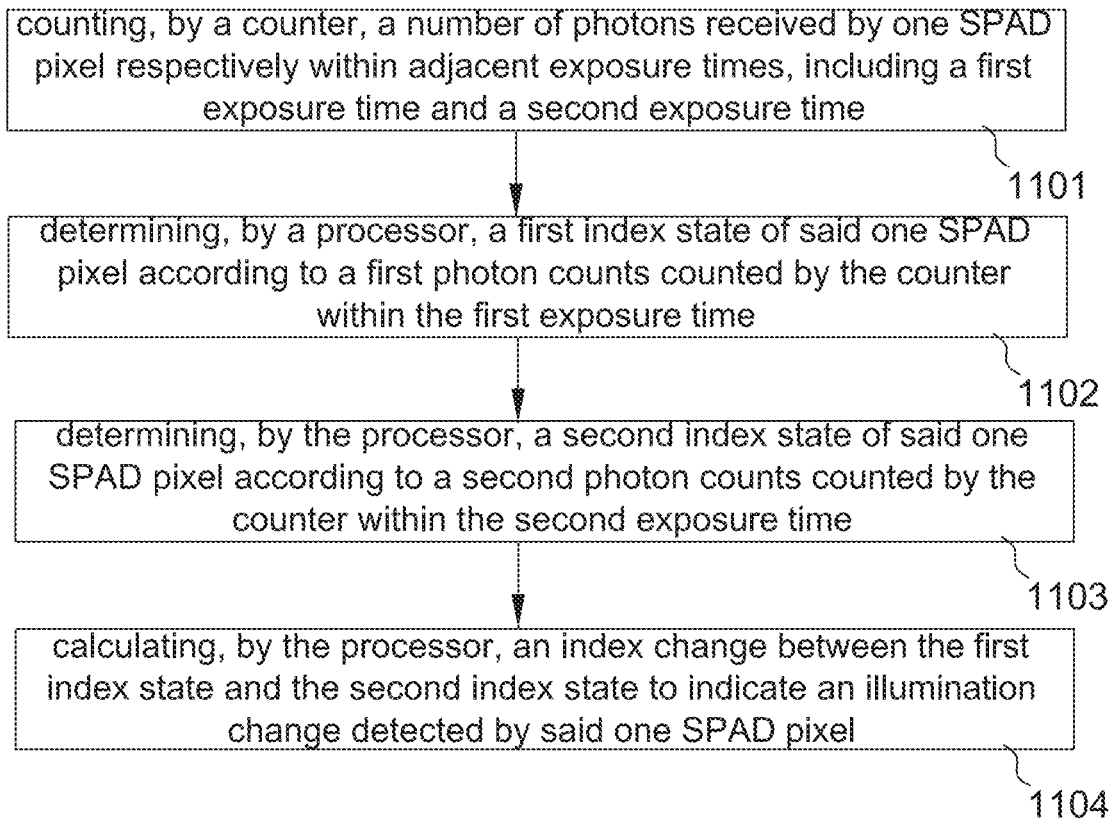 counting, by a counter, a number of photons received by one SPAD
pixel respectively within adjacent exposure times, including a first
exposure time and a second exposure time
1101
determining, by a processor, a first index state of said one SPAD
pixel according to a first photon counts counted by the counter
within the first exposure time
1102
determining, by the processor, a second index state of said one
SPAD pixel according to a second photon counts counted by the
counter within the second exposure time
1103
calculating, by the processor, an index change between the first
index state and the second index state to indicate an illumination
change detected by said one SPAD pixel
1104